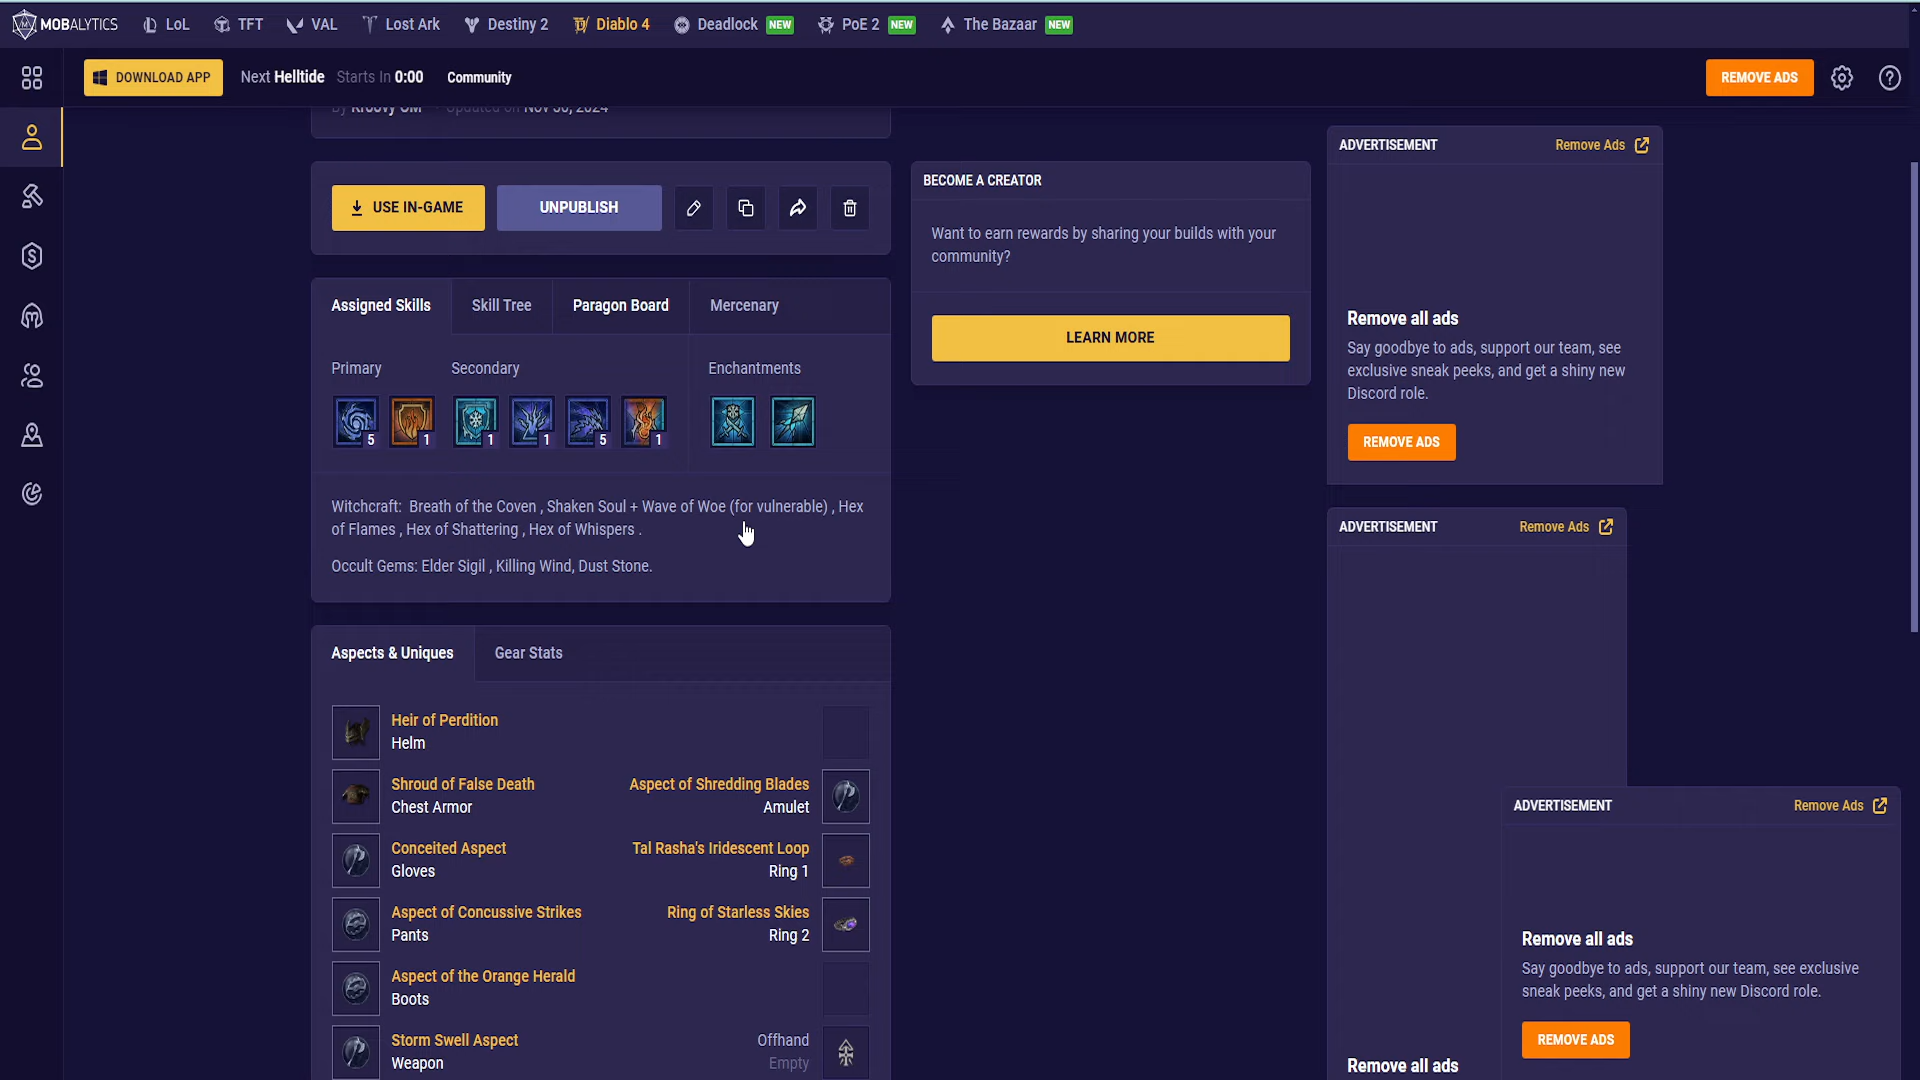 MOBALYTICS LoL TFT VAL Lost Ark Destiny 2 Diablo 4 Deadlock NEW PoE 2 NEW The Bazaar NEW
DOWNLOAD APP Next Helltide Starts In 0:00 Community REMOVE ADS
By Kroovy GM Updated on Nov 30, 2024
USE IN-GAME UNPUBLISH
Assigned Skills Skill Tree Paragon Board Mercenary
Primary Secondary Enchantments
5 1 1 1 5 1
Witchcraft: Breath of the Coven , Shaken Soul + Wave of Woe (for vulnerable) , Hex
of Flames , Hex of Shattering , Hex of Whispers .
Occult Gems: Elder Sigil , Killing Wind, Dust Stone.
Aspects & Uniques Gear Stats
Heir of Perdition
Helm
Shroud of False Death
Chest Armor
Aspect of Shredding Blades
Amulet
Conceited Aspect
Gloves
Tal Rasha's Iridescent Loop
Ring 1
Aspect of Concussive Strikes
Pants
Ring of Starless Skies
Ring 2
Aspect of the Orange Herald
Boots
Storm Swell Aspect
Weapon
Offhand
Empty
BECOME A CREATOR
Want to earn rewards by sharing your builds with your
community?
LEARN MORE
ADVERTISEMENT Remove Ads
Remove all ads
Say goodbye to ads, support our team, see
exclusive sneak peeks, and get a shiny new
Discord role.
REMOVE ADS
ADVERTISEMENT Remove Ads
Remove all ads
ADVERTISEMENT Remove Ads
Remove all ads
Say goodbye to ads, support our team, see exclusive
sneak peeks, and get a shiny new Discord role.
REMOVE ADS